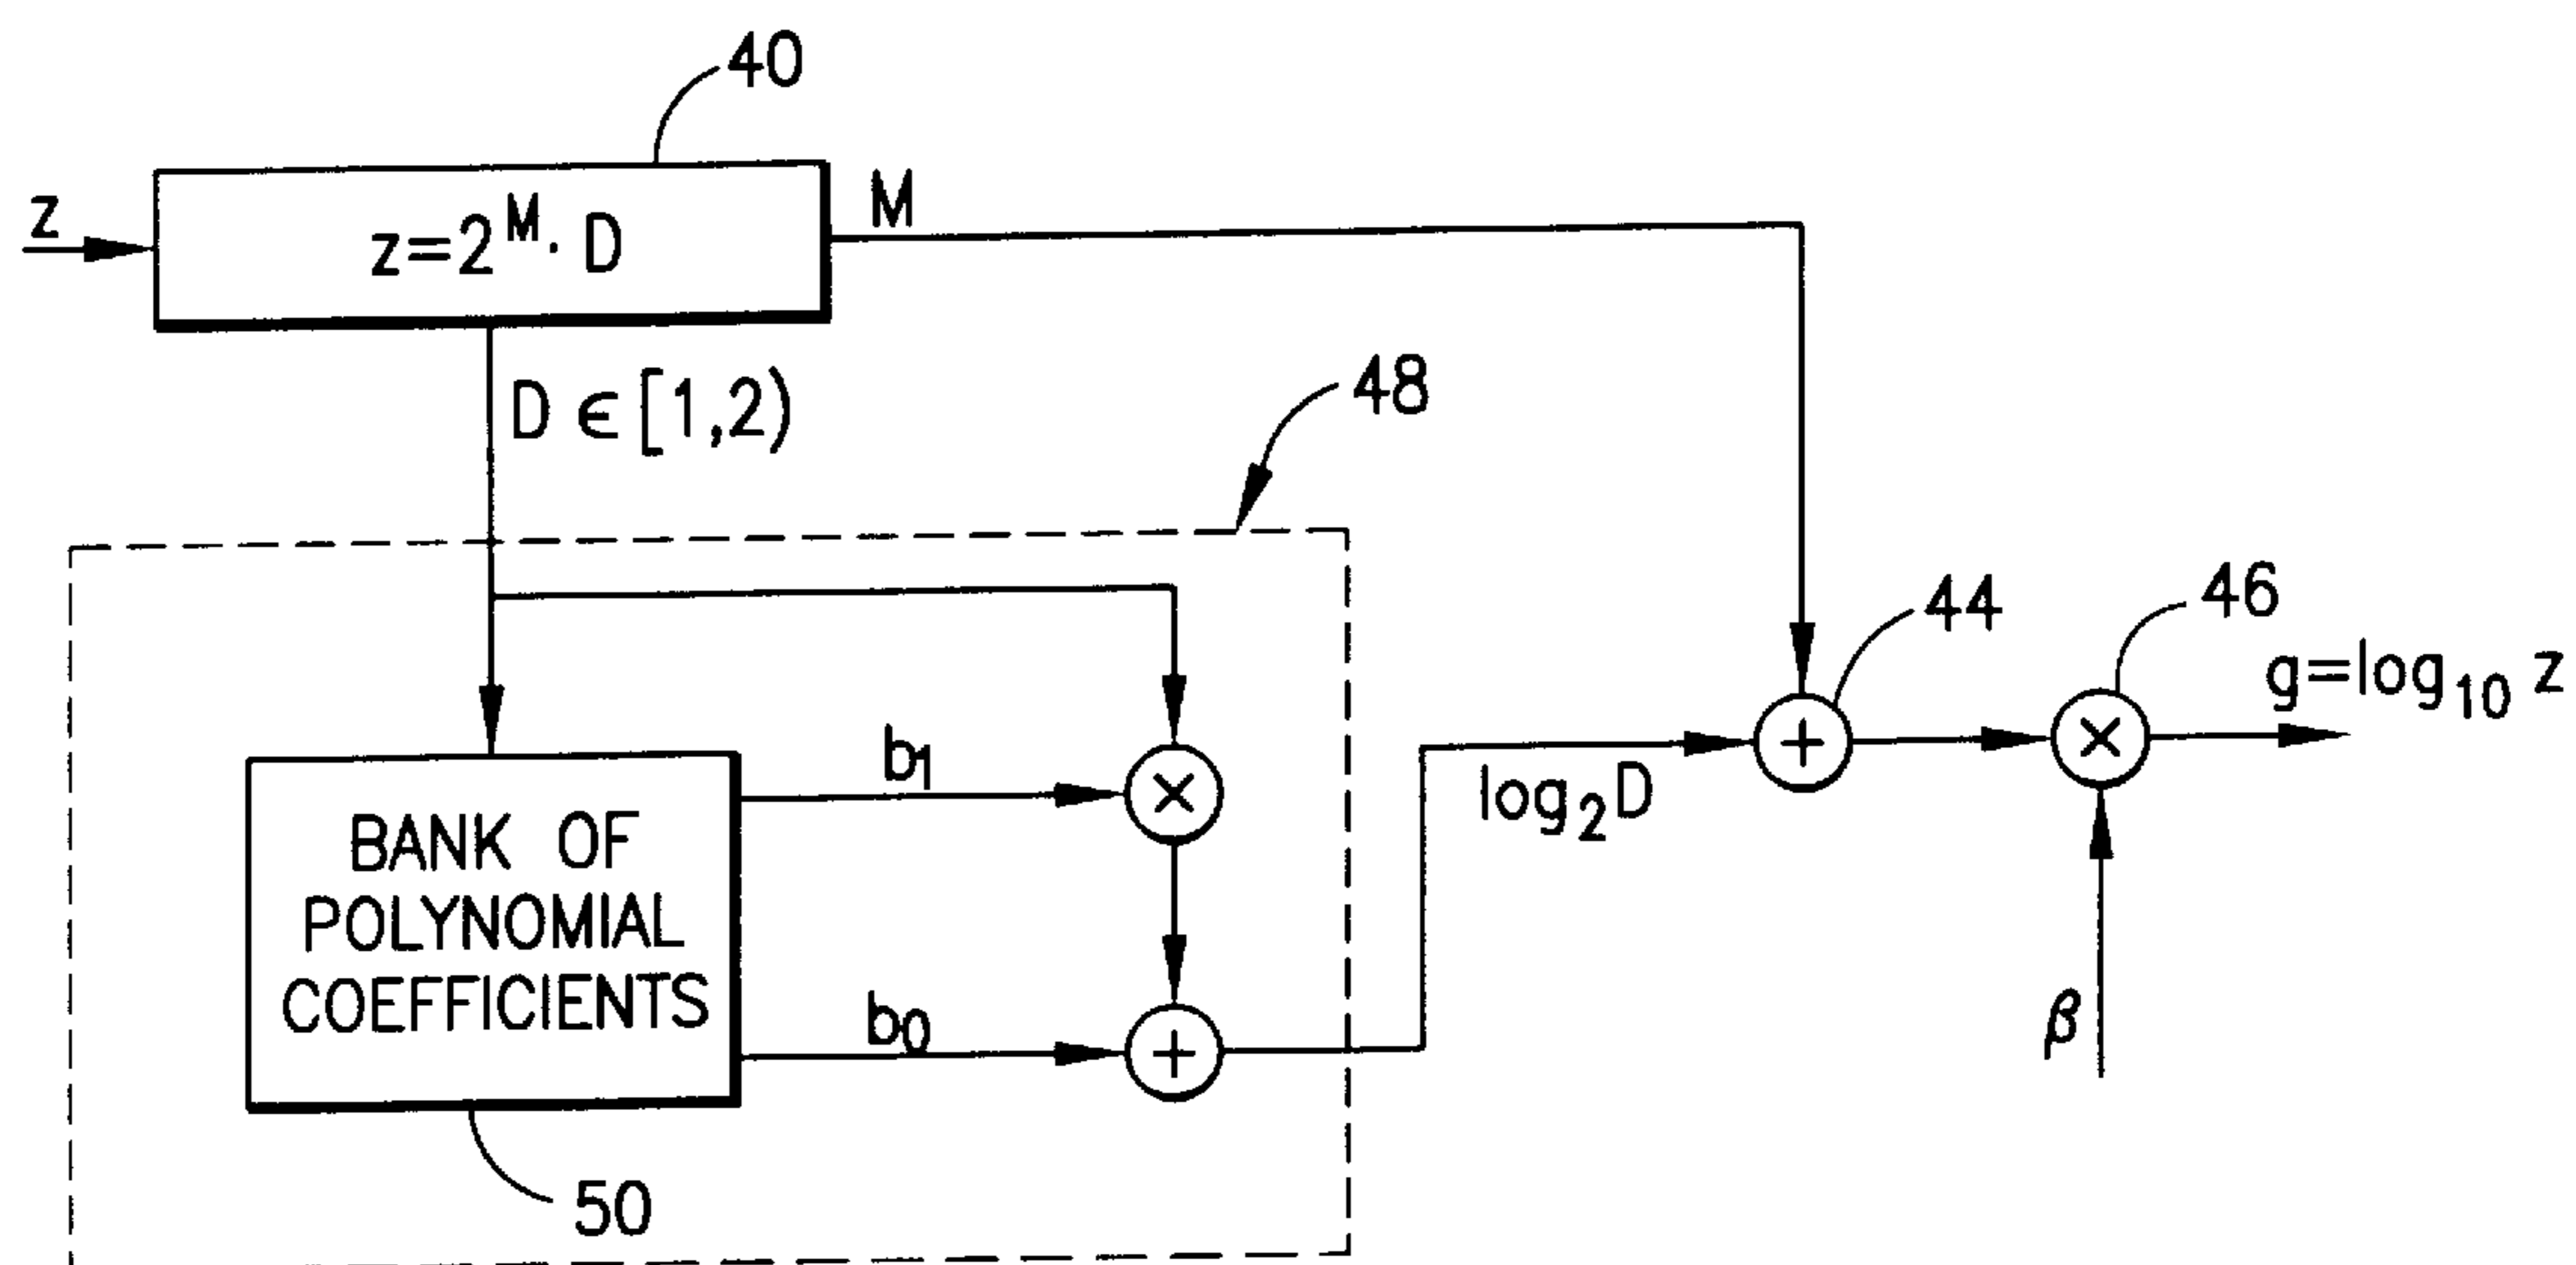 40
z
z=2^M · D
M
D ∈ [1,2)
48
44
46
g=log₁₀ z
b₁
log₂D
BANK OF
POLYNOMIAL
COEFFICIENTS
b₀
β
50